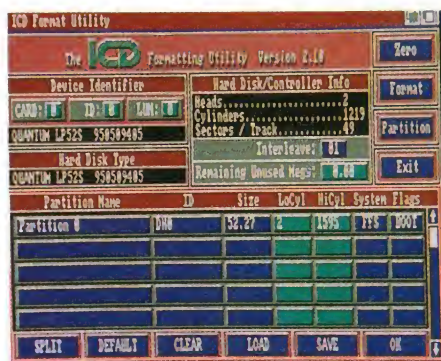 ICD Format Utility
The ICD Formatting Utility Version 2.10
Zero
Format
Partition
Exit
Device Identifier
CARD: 0 ID: 0 LUN: 0
QUANTUM LP52S 950509405
Hard Disk Type
QUANTUM LP52S 950509405
Hard Disk/Controller Info
Heads....................2
Cylinders................1219
Sectors / Track..........49
Interleave: 01
Remaining Unused Megs: 0.00
Partition Name ID Size LoCyl HiCyl System Flags
Partition 0 DH0 52.27 2 1595 FFS BOOT
SPLIT DEFAULT CLEAR LOAD SAVE OK